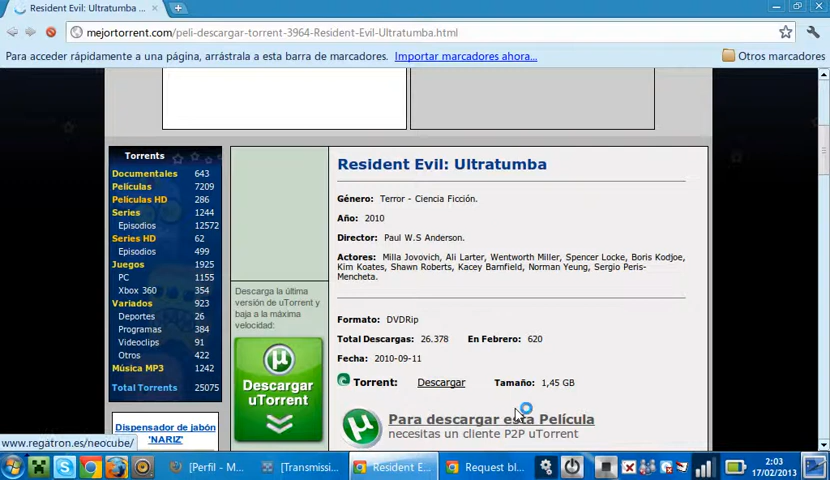 Resident Evil: Ultratumba
mejortorrent.com/peli-descargar-torrent-3964-Resident-Evil-Ultratumba.html
Para acceder rápidamente a una página, arrástrala a esta barra de marcadores. Importar marcadores ahora...
Otros marcadores
Torrents
Documentales 643
Películas 7209
Películas HD 286
Series 1244
Episodios 12572
Series HD 62
Episodios 499
Juegos 1925
PC 1155
Xbox 360 354
Variados 923
Deportes 26
Programas 384
Videoclips 91
Otros 422
Música MP3 1242
Total Torrents 25075
Dispensador de jabón
'NARIZ'
Descarga la última
versión de uTorrent y
baja a la máxima
velocidad:
µ
Descargar
uTorrent
Resident Evil: Ultratumba
Género: Terror - Ciencia Ficción.
Año: 2010
Director: Paul W.S Anderson.
Actores: Milla Jovovich, Ali Larter, Wentworth Miller, Spencer Locke, Boris Kodjoe,
Kim Koates, Shawn Roberts, Kacey Barnfield, Norman Yeung, Sergio Peris-
Mencheta.
Formato: DVDRip
Total Descargas: 26.378 En Febrero: 620
Fecha: 2010-09-11
Torrent: Descargar Tamaño: 1,45 GB
µ
Para descargar esta Película
necesitas un cliente P2P uTorrent
www.regatron.es/neocube/
[Perfil - M...
[Transmissi...
Resident E...
Request bl...
2:03
17/02/2013